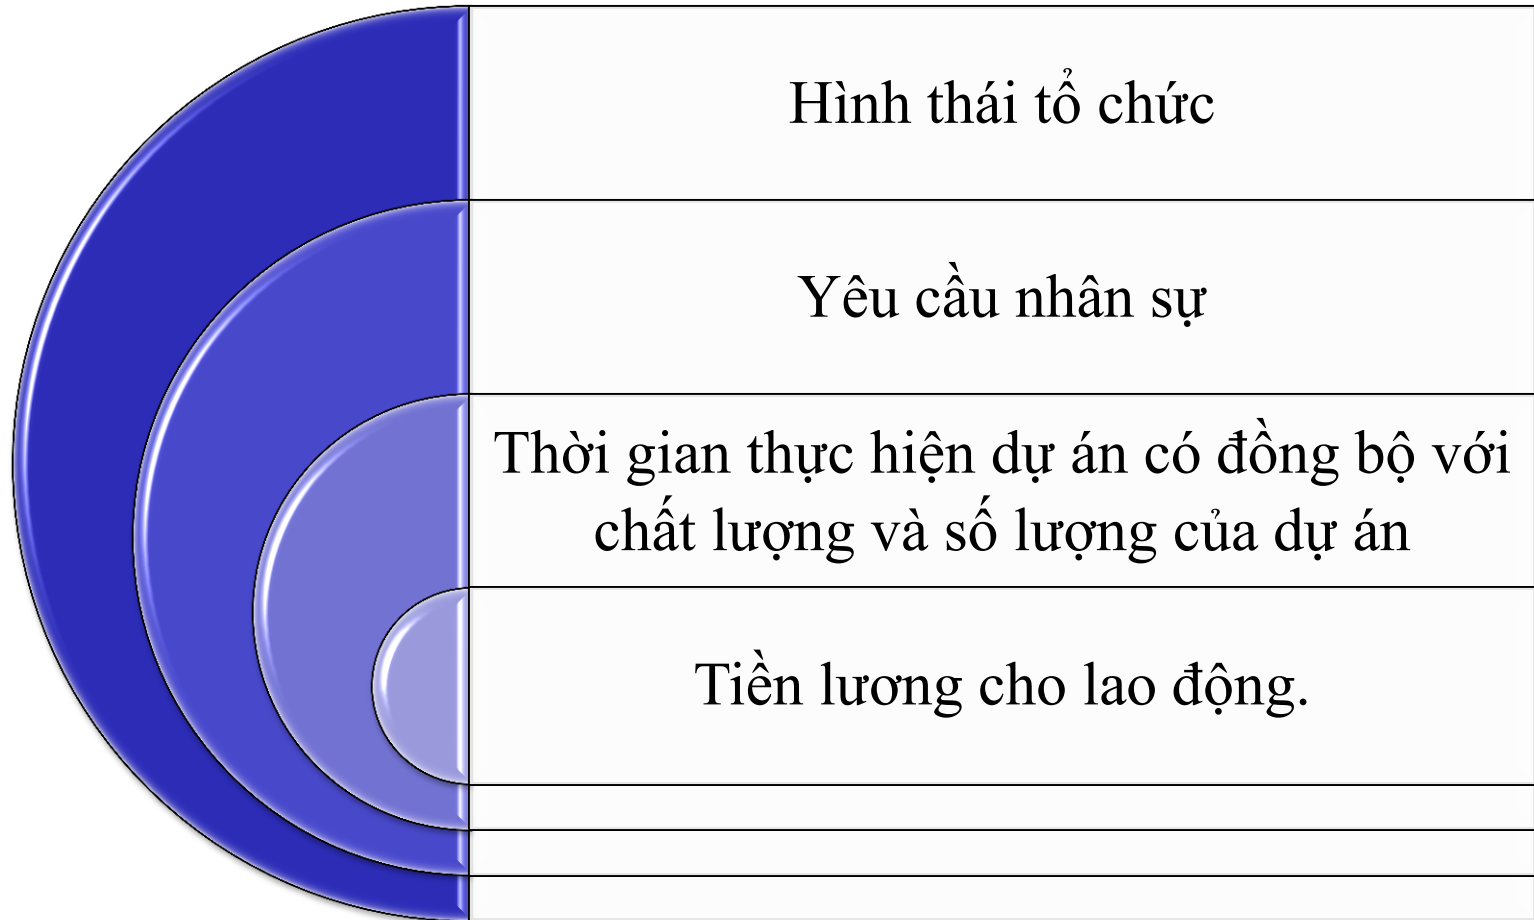 Hình thái tổ chức
Yêu cầu nhân sự
Thời gian thực hiện dự án có đồng bộ với
chất lượng và số lượng của dự án
Tiền lương cho lao động.